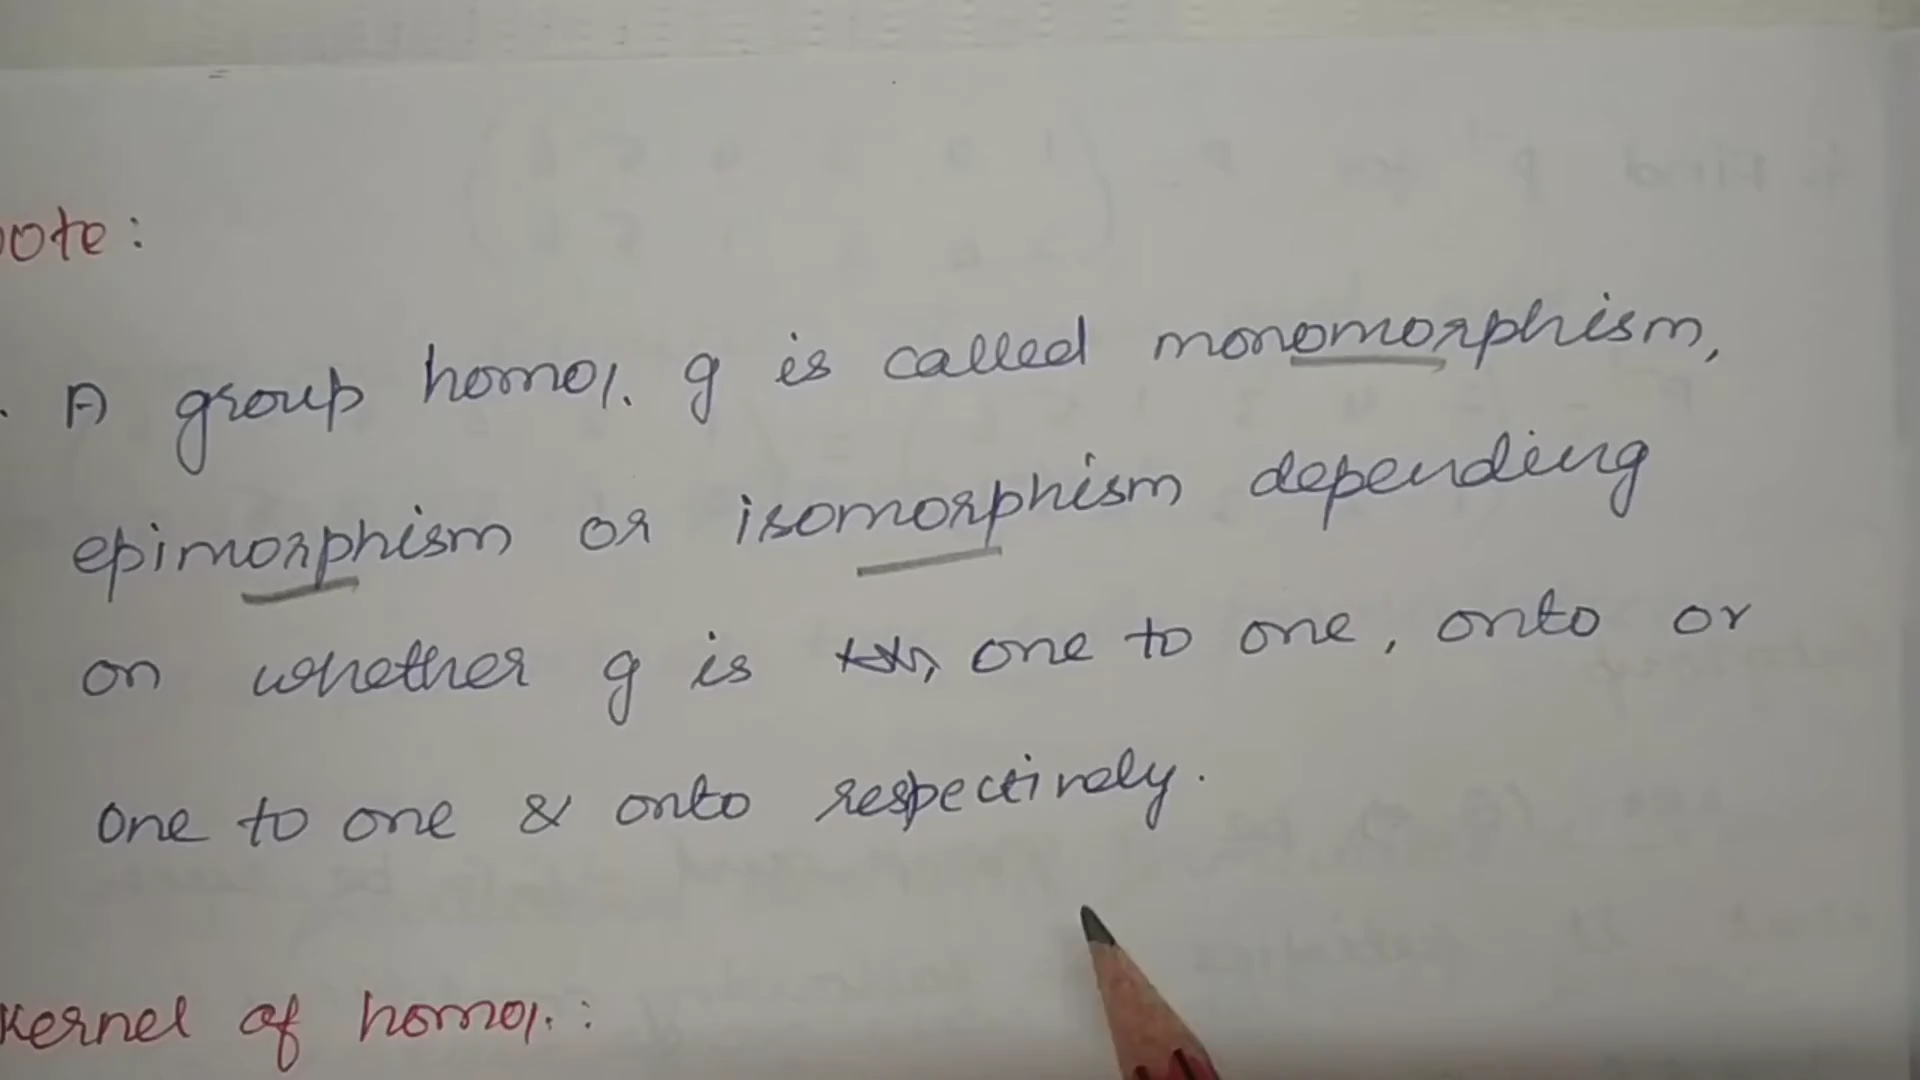 ote:
. A group homo/. g is called monomorphism,
epimorphism or isomorphism depending
on whether g is one to one, onto or
one to one & onto respectively.
Kernel of homo/.: